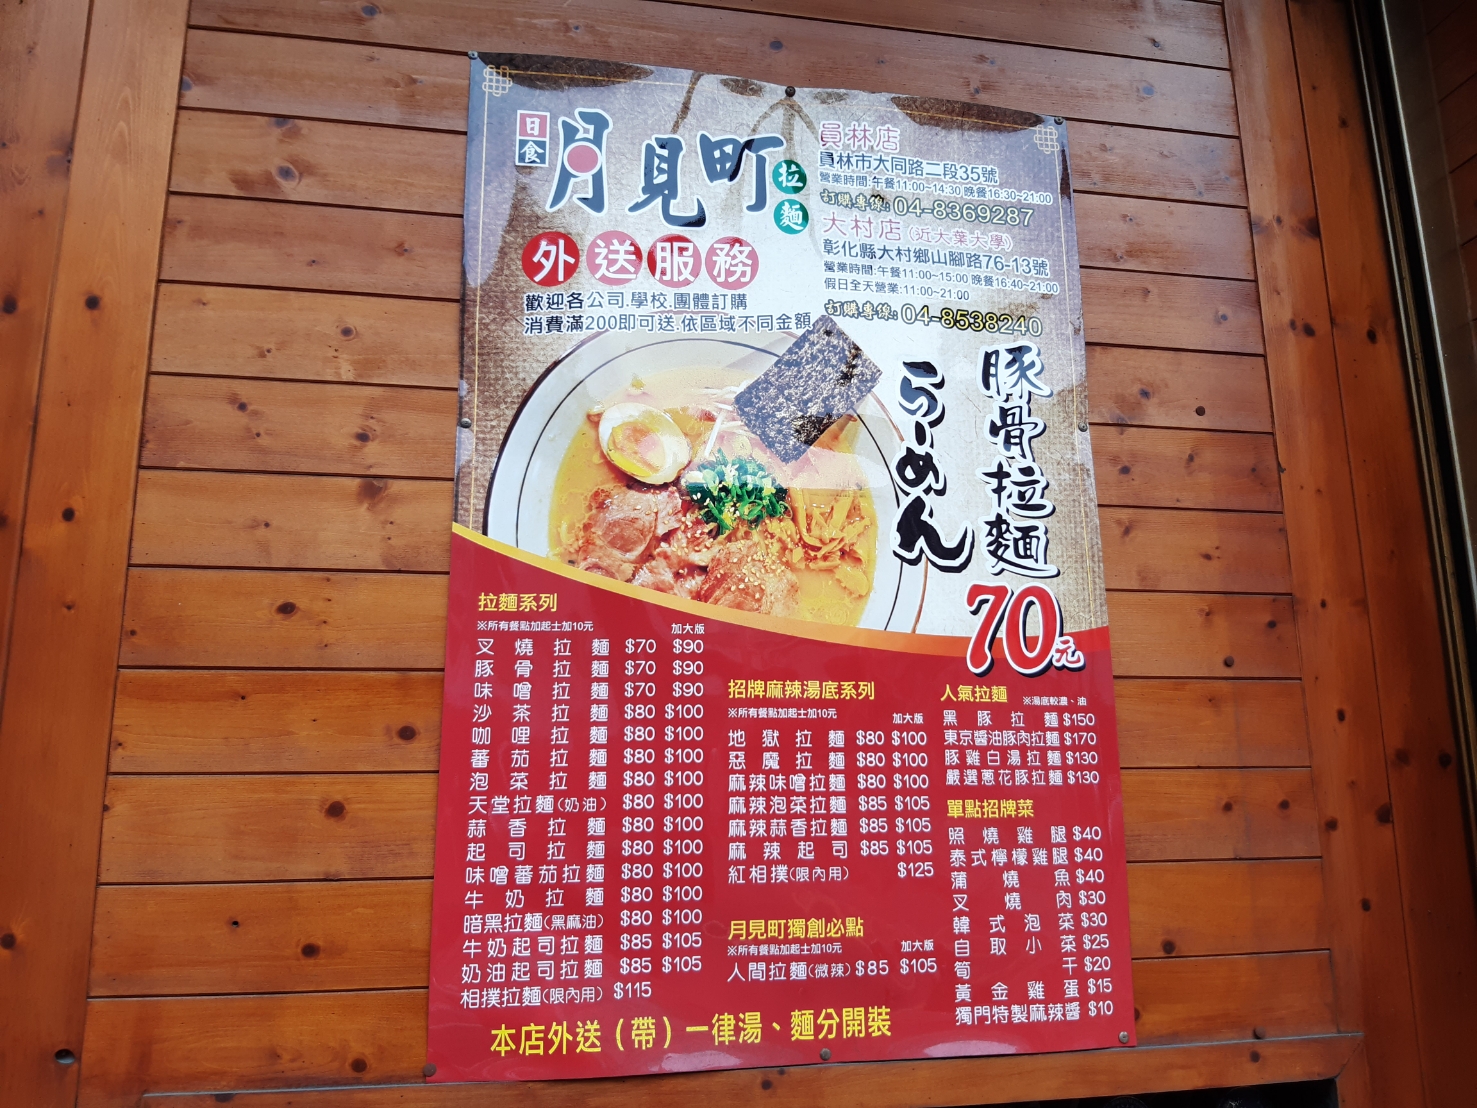 日食
月見町
拉麵
外送服務
歡迎各公司.學校.團體訂購
消費滿200即可送.依區域不同金額
員林店
員林市大同路二段35號
營業時間:午餐11:00~14:30 晚餐16:30~21:00
訂購專線:04-8369287
大村店(近大葉大學)
彰化縣大村鄉山腳路76-13號
營業時間:午餐11:00~15:00 晚餐16:40~21:00
假日全天營業:11:00~21:00
訂購專線:04-8538240
豚骨拉麵
らーめん
70元
拉麵系列
※所有餐點加起士加10元 加大版
叉燒拉麵 $70 $90
豚骨拉麵 $70 $90
味噌拉麵 $70 $90
沙茶拉麵 $80 $100
咖哩拉麵 $80 $100
蕃茄拉麵 $80 $100
泡菜拉麵 $80 $100
天堂拉麵(奶油) $80 $100
蒜香拉麵 $80 $100
起司拉麵 $80 $100
味噌蕃茄拉麵 $80 $100
牛奶拉麵 $80 $100
暗黑拉麵(黑麻油) $80 $100
牛奶起司拉麵 $85 $105
奶油起司拉麵 $85 $105
相撲拉麵(限內用) $115
招牌麻辣湯底系列
※所有餐點加起士加10元 加大版
地獄拉麵 $80 $100
惡魔拉麵 $80 $100
麻辣味噌拉麵 $80 $100
麻辣泡菜拉麵 $85 $105
麻辣蒜香拉麵 $85 $105
麻辣起司 $85 $105
紅相撲(限內用) $125
月見町獨創必點
※所有餐點加起士加10元 加大版
人間拉麵(微辣) $85 $105
人氣拉麵 ※湯底較濃、油
黑豚拉麵 $150
東京醬油豚肉拉麵 $170
豚雞白湯拉麵 $130
嚴選蔥花豚拉麵 $130
單點招牌菜
照燒雞腿 $40
泰式檸檬雞腿 $40
蒲燒魚 $40
叉燒肉 $30
韓式泡菜 $30
自取小菜 $25
筍干 $20
黃金雞蛋 $15
獨門特製麻辣醬 $10
本店外送(帶)一律湯、麵分開裝